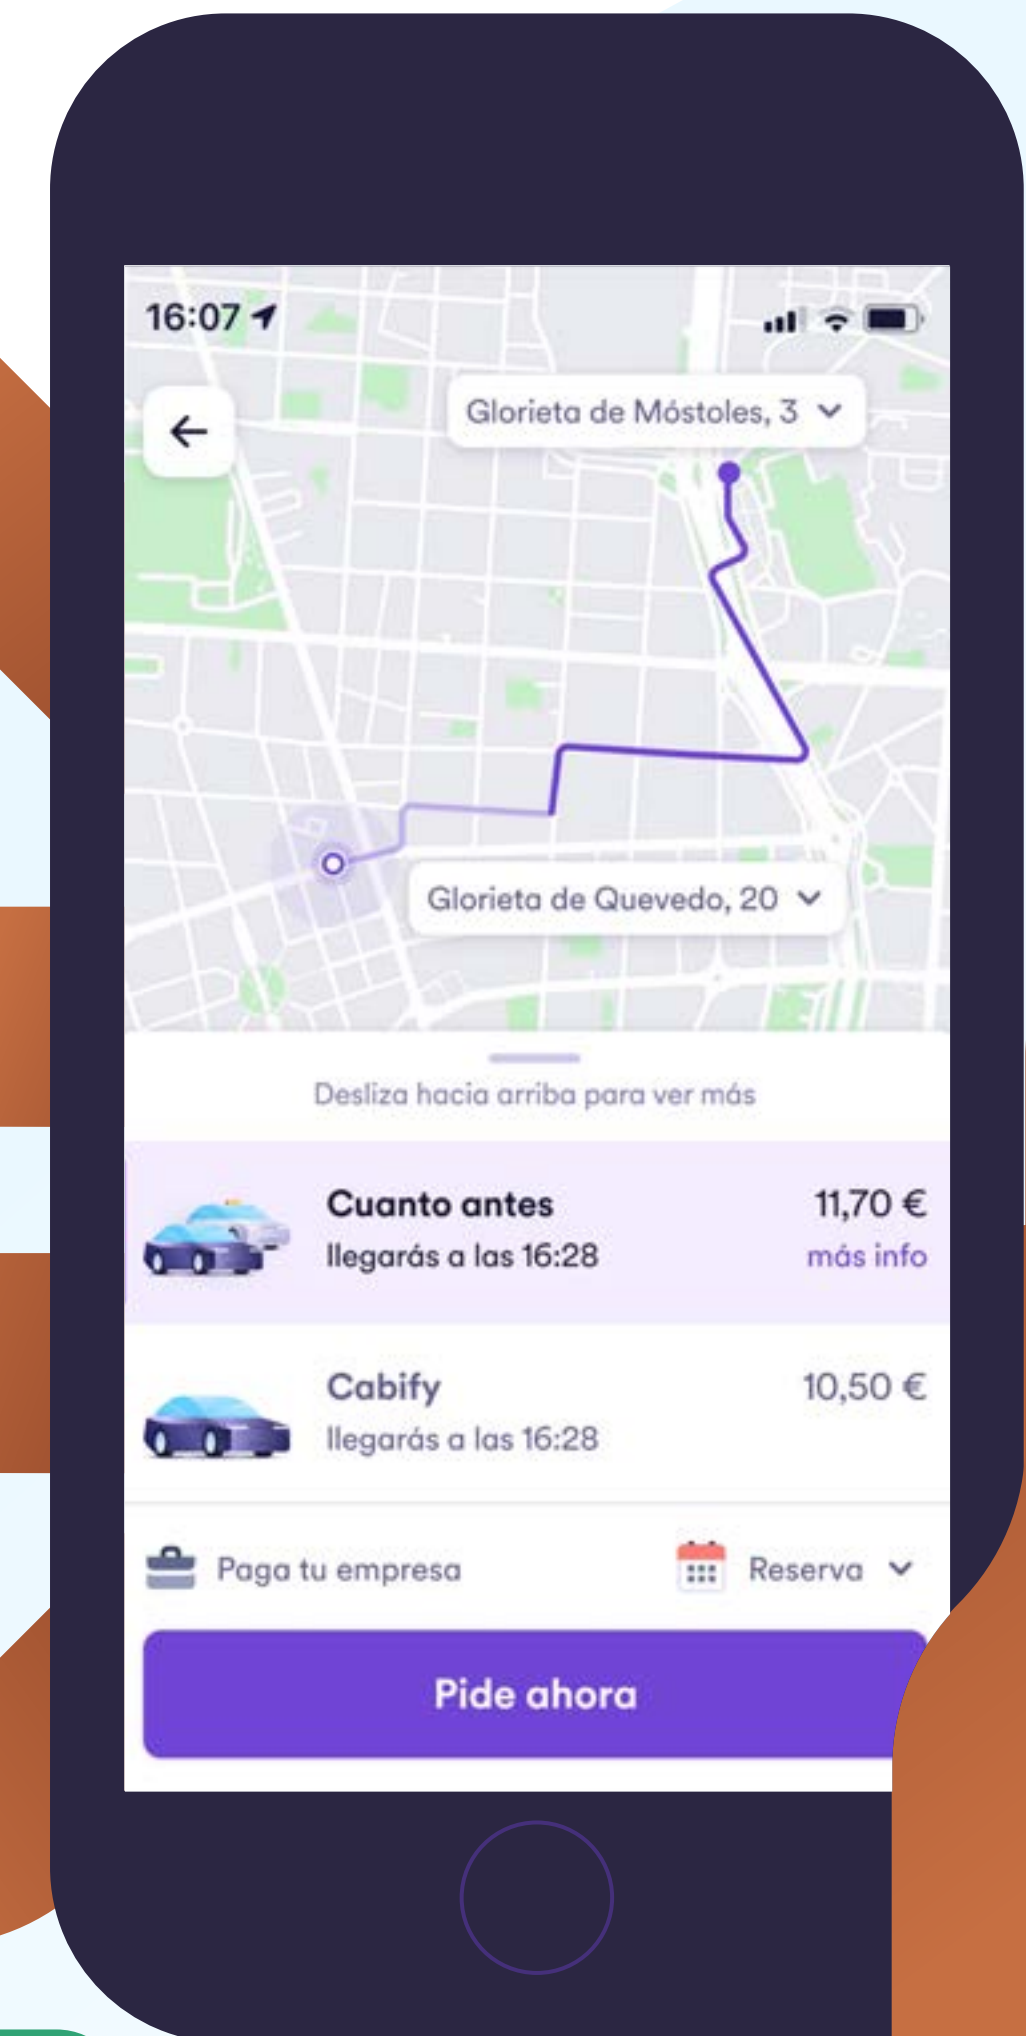 16:07
Glorieta de Móstoles, 3
Glorieta de Quevedo, 20
Desliza hacia arriba para ver más
Cuanto antes
11,70 €
llegarás a las 16:28
más info
Cabify
10,50 €
llegarás a las 16:28
Paga tu empresa
Reserva
Pide ahora